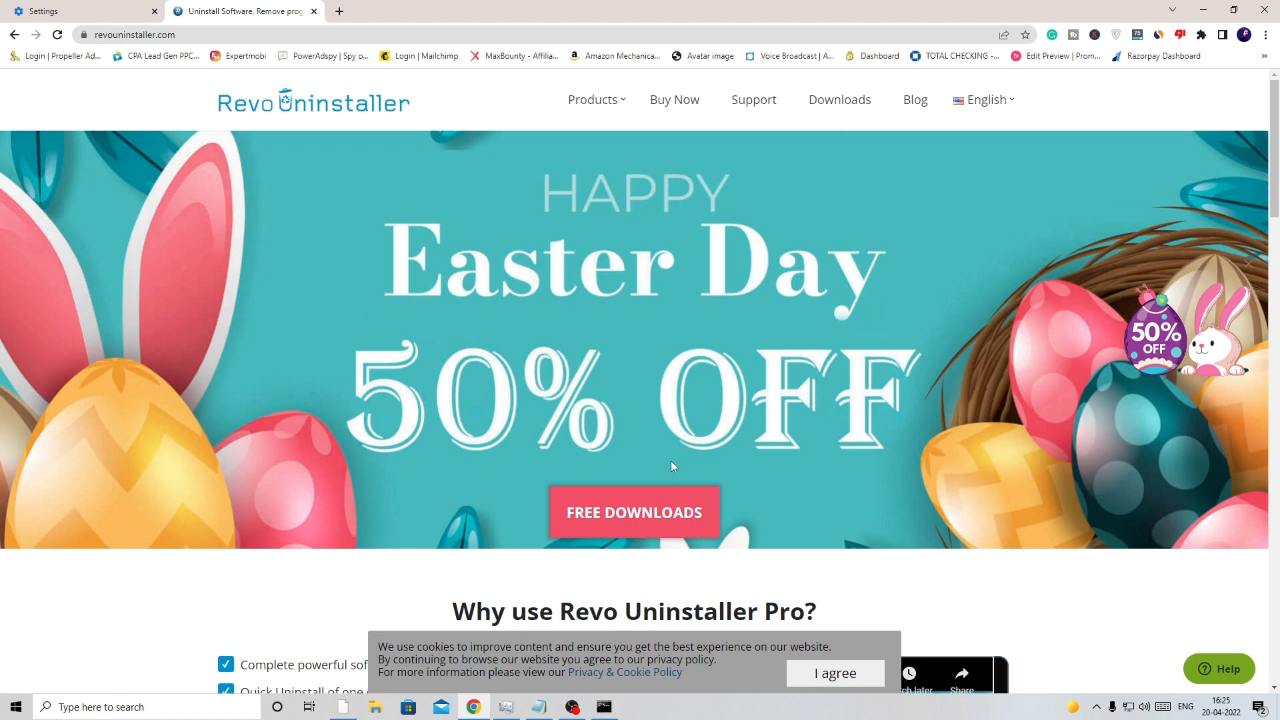 Settings
Uninstall Software, Remove prog
revouninstaller.com
Login | Propeller Ad...
CPA Lead Gen PPC...
Expertmobi
PowerAdspy | Spy o...
Login | Mailchimp
MaxBounty - Affilia...
Amazon Mechanica...
Avatar image
Voice Broadcast | A...
Dashboard
TOTAL CHECKING -...
Edit Preview | Prom...
Razorpay Dashboard
»
Revo Uninstaller
Products
Buy Now
Support
Downloads
Blog
English
HAPPY
Easter Day
50% OFF
50%
OFF
FREE DOWNLOADS
Why use Revo Uninstaller Pro?
We use cookies to improve content and ensure you get the best experience on our website.
By continuing to browse our website you agree to our privacy policy.
For more information please view our Privacy & Cookie Policy
I agree
Complete powerful sof
Quick Uninstall of one
Share
Help
Type here to search
ENG
16:25
20-04-2022
2